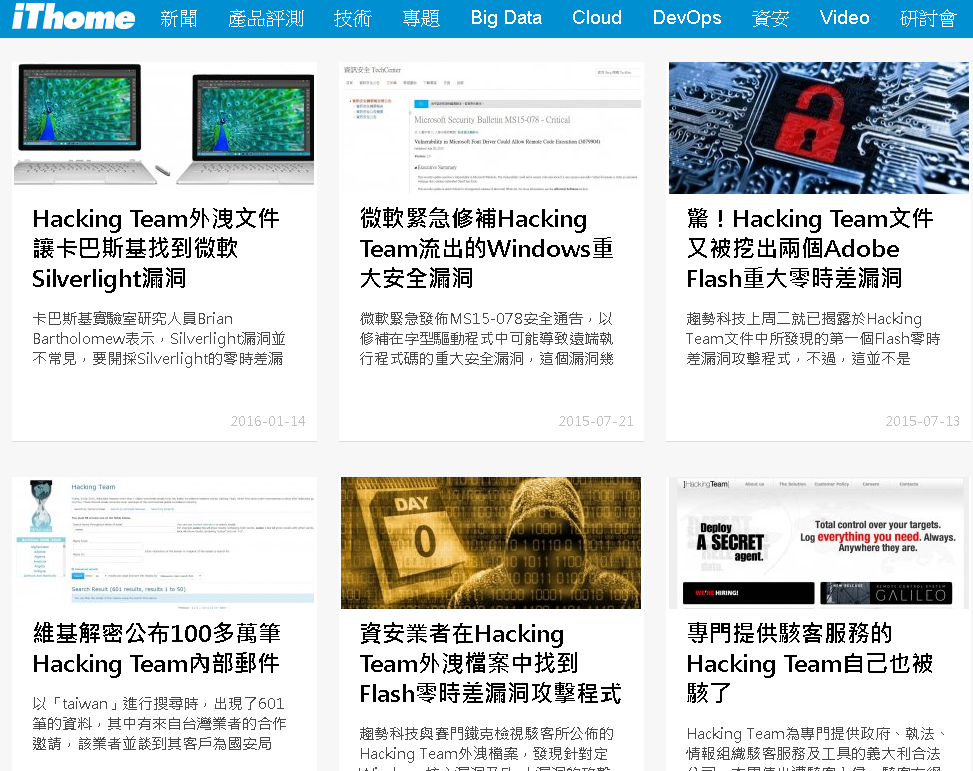 iThome 新聞 產品評測 技術 專題 Big Data Cloud DevOps 資安 Video 研討會
資訊安全 TechCenter
Microsoft Security Bulletin MS15-078 - Critical
Vulnerability in Microsoft Font Driver Could Allow Remote Code Execution (3079904)
Executive Summary
Hacking Team外洩文件
讓卡巴斯基找到微軟
Silverlight漏洞
卡巴斯基實驗室研究人員Brian
Bartholomew表示，Silverlight漏洞並
不常見，要開採Silverlight的零時差漏
2016-01-14
微軟緊急修補Hacking
Team流出的Windows重
大安全漏洞
微軟緊急發佈MS15-078安全通告，以
修補在字型驅動程式中可能導致遠端執
行程式碼的重大安全漏洞，這個漏洞幾
2015-07-21
驚！Hacking Team文件
又被挖出兩個Adobe
Flash重大零時差漏洞
趨勢科技上周二就已揭露於Hacking
Team文件中所發現的第一個Flash零時
差漏洞攻擊程式，不過，這並不是
2015-07-13
Hacking Team
Search Result (601 results, results 1 to 50)
維基解密公布100多萬筆
Hacking Team內部郵件
以「taiwan」進行搜尋時，出現了601
筆的資料，其中有來自台灣業者的合作
邀請，該業者並談到其客戶為國安局
DAY
0
資安業者在Hacking
Team外洩檔案中找到
Flash零時差漏洞攻擊程式
趨勢科技與賽門鐵克檢視駭客所公佈的
Hacking Team外洩檔案，發現針對定
]HackingTeam[ About us The Solution Customer Policy Careers Contacts
Deploy
A SECRET
agent.
Total control over your targets.
Log everything you need. Always.
Anywhere they are.
WE'RE HIRING!
NEW RELEASE
REMOTE CONTROL SYSTEM
GALILEO
專門提供駭客服務的
Hacking Team自己也被
駭了
Hacking Team為專門提供政府、執法、
情報組織駭客服務及工具的義大利合法